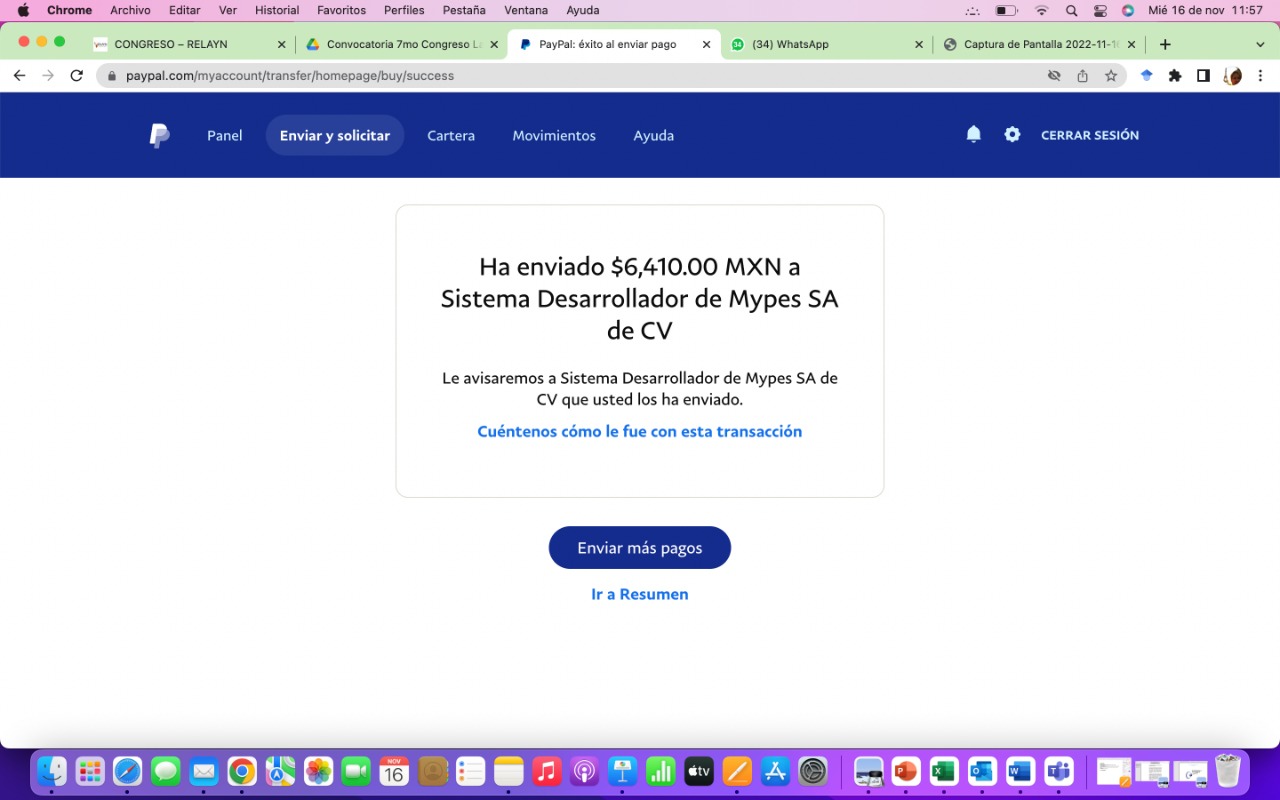 Chrome Archivo Editar Ver Historial Favoritos Perfiles Pestaña Ventana Ayuda Mié 16 de nov 11:57
CONGRESO – RELAYN Convocatoria 7mo Congreso PayPal: éxito al enviar pago (34) WhatsApp Captura de Pantalla 2022-11-1
paypal.com/myaccount/transfer/homepage/buy/success
Panel Enviar y solicitar Cartera Movimientos Ayuda CERRAR SESIÓN
Ha enviado $6,410.00 MXN a
Sistema Desarrollador de Mypes SA
de CV
Le avisaremos a Sistema Desarrollador de Mypes SA de
CV que usted los ha enviado.
Cuéntenos cómo le fue con esta transacción
Enviar más pagos
Ir a Resumen
NOV
16
tv